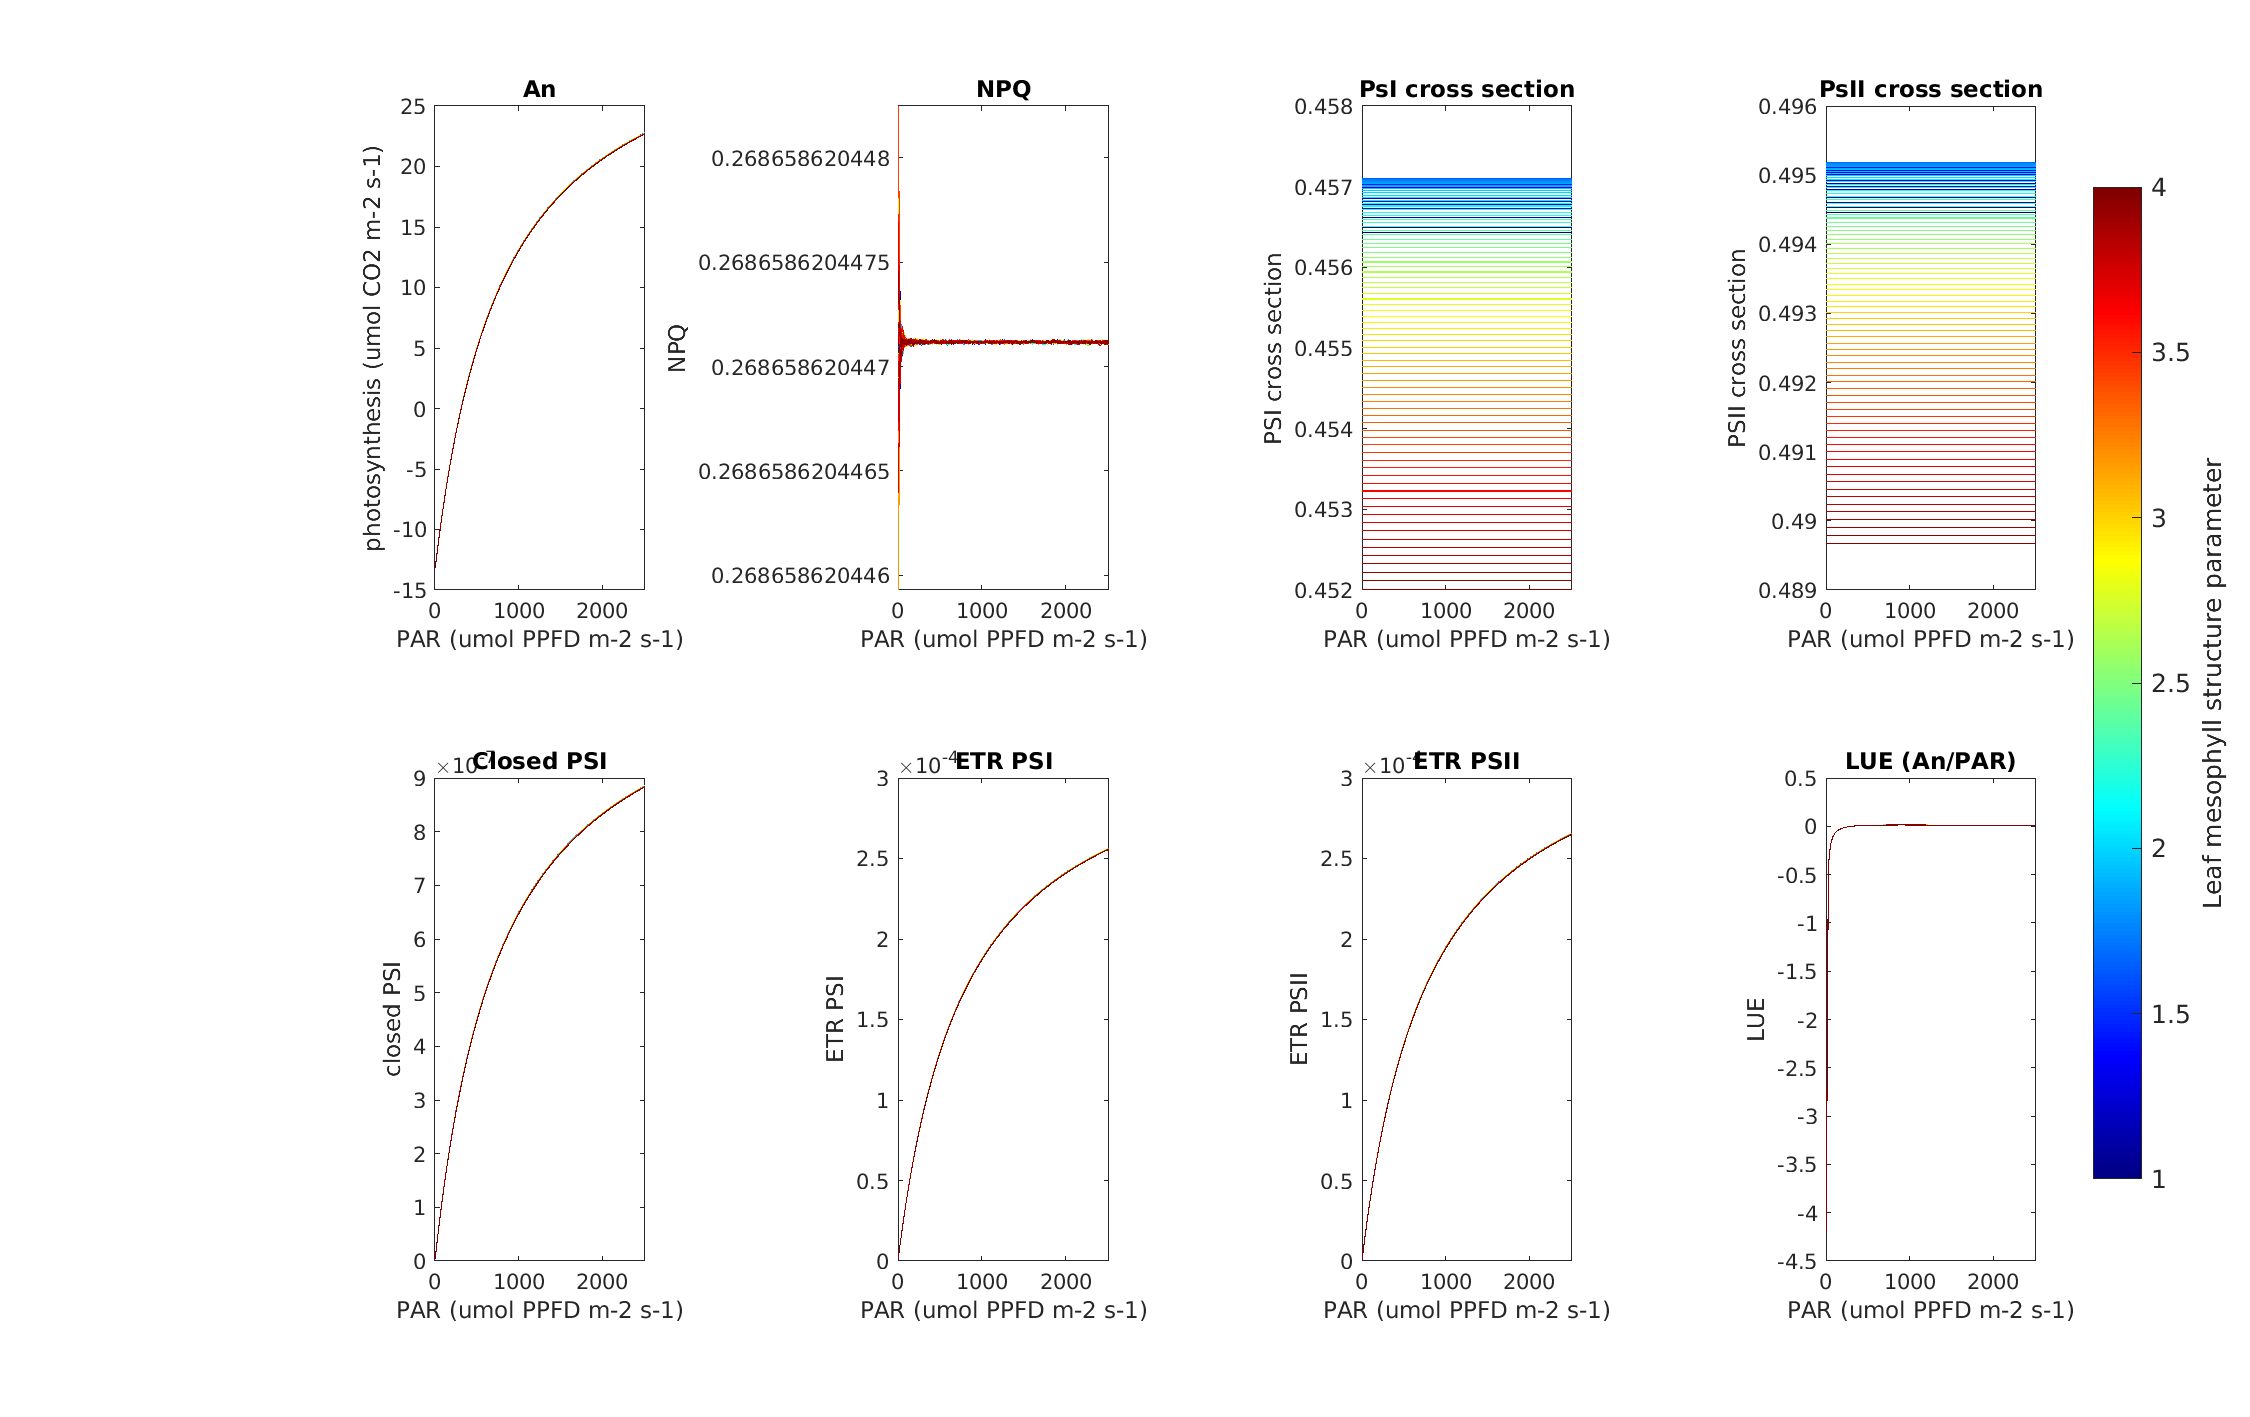 An
25
20
15
10
5
0
-5
-10
-15
photosynthesis (umol CO2 m-2 s-1)
0 1000 2000
PAR (umol PPFD m-2 s-1)
NPQ
0.268658620448
0.2686586204475
0.268658620447
0.2686586204465
0.268658620446
NPQ
0 1000 2000
PAR (umol PPFD m-2 s-1)
PsI cross section
0.458
0.457
0.456
0.455
0.454
0.453
0.452
PSI cross section
0 1000 2000
PAR (umol PPFD m-2 s-1)
PsII cross section
0.496
0.495
0.494
0.493
0.492
0.491
0.49
0.489
PSII cross section
0 1000 2000
PAR (umol PPFD m-2 s-1)
Closed PSI
×10-7
9
8
7
6
5
4
3
2
1
0
closed PSI
0 1000 2000
PAR (umol PPFD m-2 s-1)
ETR PSI
×10-4
3
2.5
2
1.5
1
0.5
0
ETR PSI
0 1000 2000
PAR (umol PPFD m-2 s-1)
ETR PSII
×10-4
3
2.5
2
1.5
1
0.5
0
ETR PSII
0 1000 2000
PAR (umol PPFD m-2 s-1)
LUE (An/PAR)
0.5
0
-0.5
-1
-1.5
-2
-2.5
-3
-3.5
-4
-4.5
LUE
0 1000 2000
PAR (umol PPFD m-2 s-1)
4
3.5
3
2.5
2
1.5
1
Leaf mesophyll structure parameter